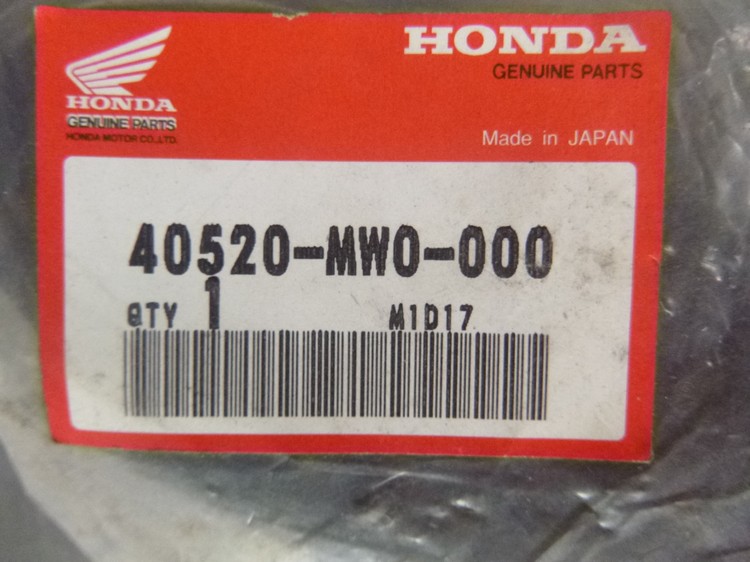 HONDA
GENUINE PARTS
HONDA MOTOR CO.,LTD.
HONDA
GENUINE PARTS
Made in JAPAN
40520-MW0-000
QTY 1 M1D17